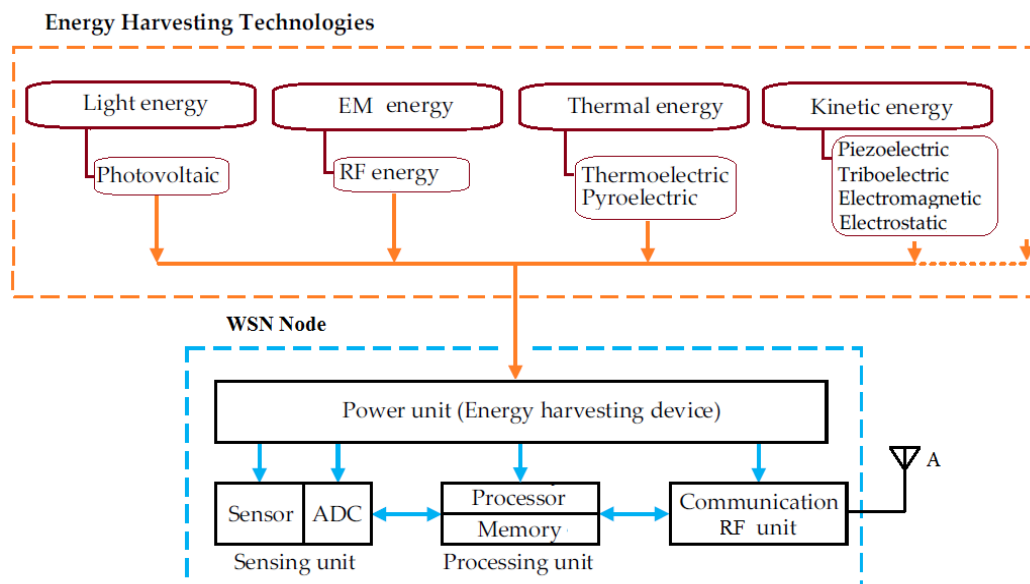 Energy Harvesting Technologies
Light energy
EM energy
Thermal energy
Kinetic energy
Photovoltaic
RF energy
Thermoelectric
Pyroelectric
Piezoelectric
Triboelectric
Electromagnetic
Electrostatic
WSN Node
Power unit (Energy harvesting device)
A
Sensor
ADC
Processor
Memory
Communication
RF unit
Sensing unit
Processing unit